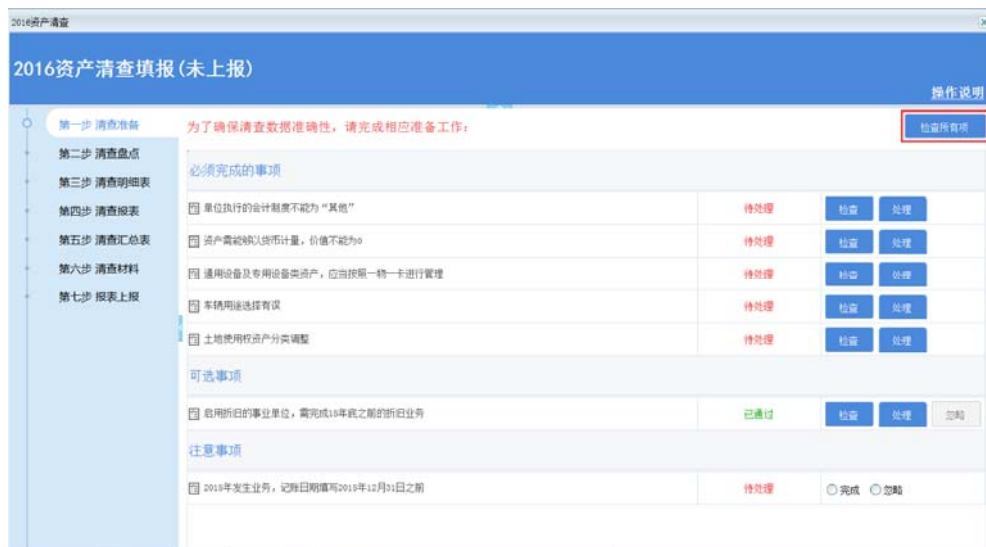 2016资产清查
2016资产清查填报(未上报)
操作说明
第一步 清查准备
第二步 清查盘点
第三步 清查明细表
第四步 清查报表
第五步 清查汇总表
第六步 清查材料
第七步 报表上报
为了确保清查数据准确性，请完成相应准备工作：
检查所有项
必须完成的事项
单位执行的会计制度不能为“其他” 待处理 检查 处理
资产需能够以货币计量，价值不能为0 待处理 检查 处理
通用设备及专用设备类资产，应当按照一物一卡进行管理 待处理 检查 处理
车辆用途选择有误 待处理 检查 处理
土地使用权资产分类调整 待处理 检查 处理
可选事项
启用折旧的事业单位，需完成15年底之前的折旧业务 已通过 检查 处理 忽略
注意事项
2015年发生业务，记账日期填写2015年12月31日之前 待处理 完成 忽略